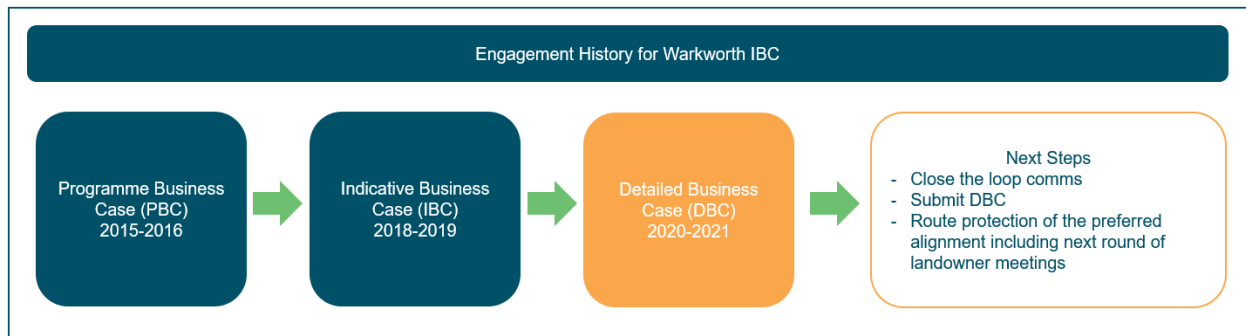 Engagement History for Warkworth IBC
Programme Business
Case (PBC)
2015-2016
Indicative Business
Case (IBC)
2018-2019
Detailed Business
Case (DBC)
2020-2021
Next Steps
- Close the loop comms
- Submit DBC
- Route protection of the preferred
alignment including next round of
landowner meetings